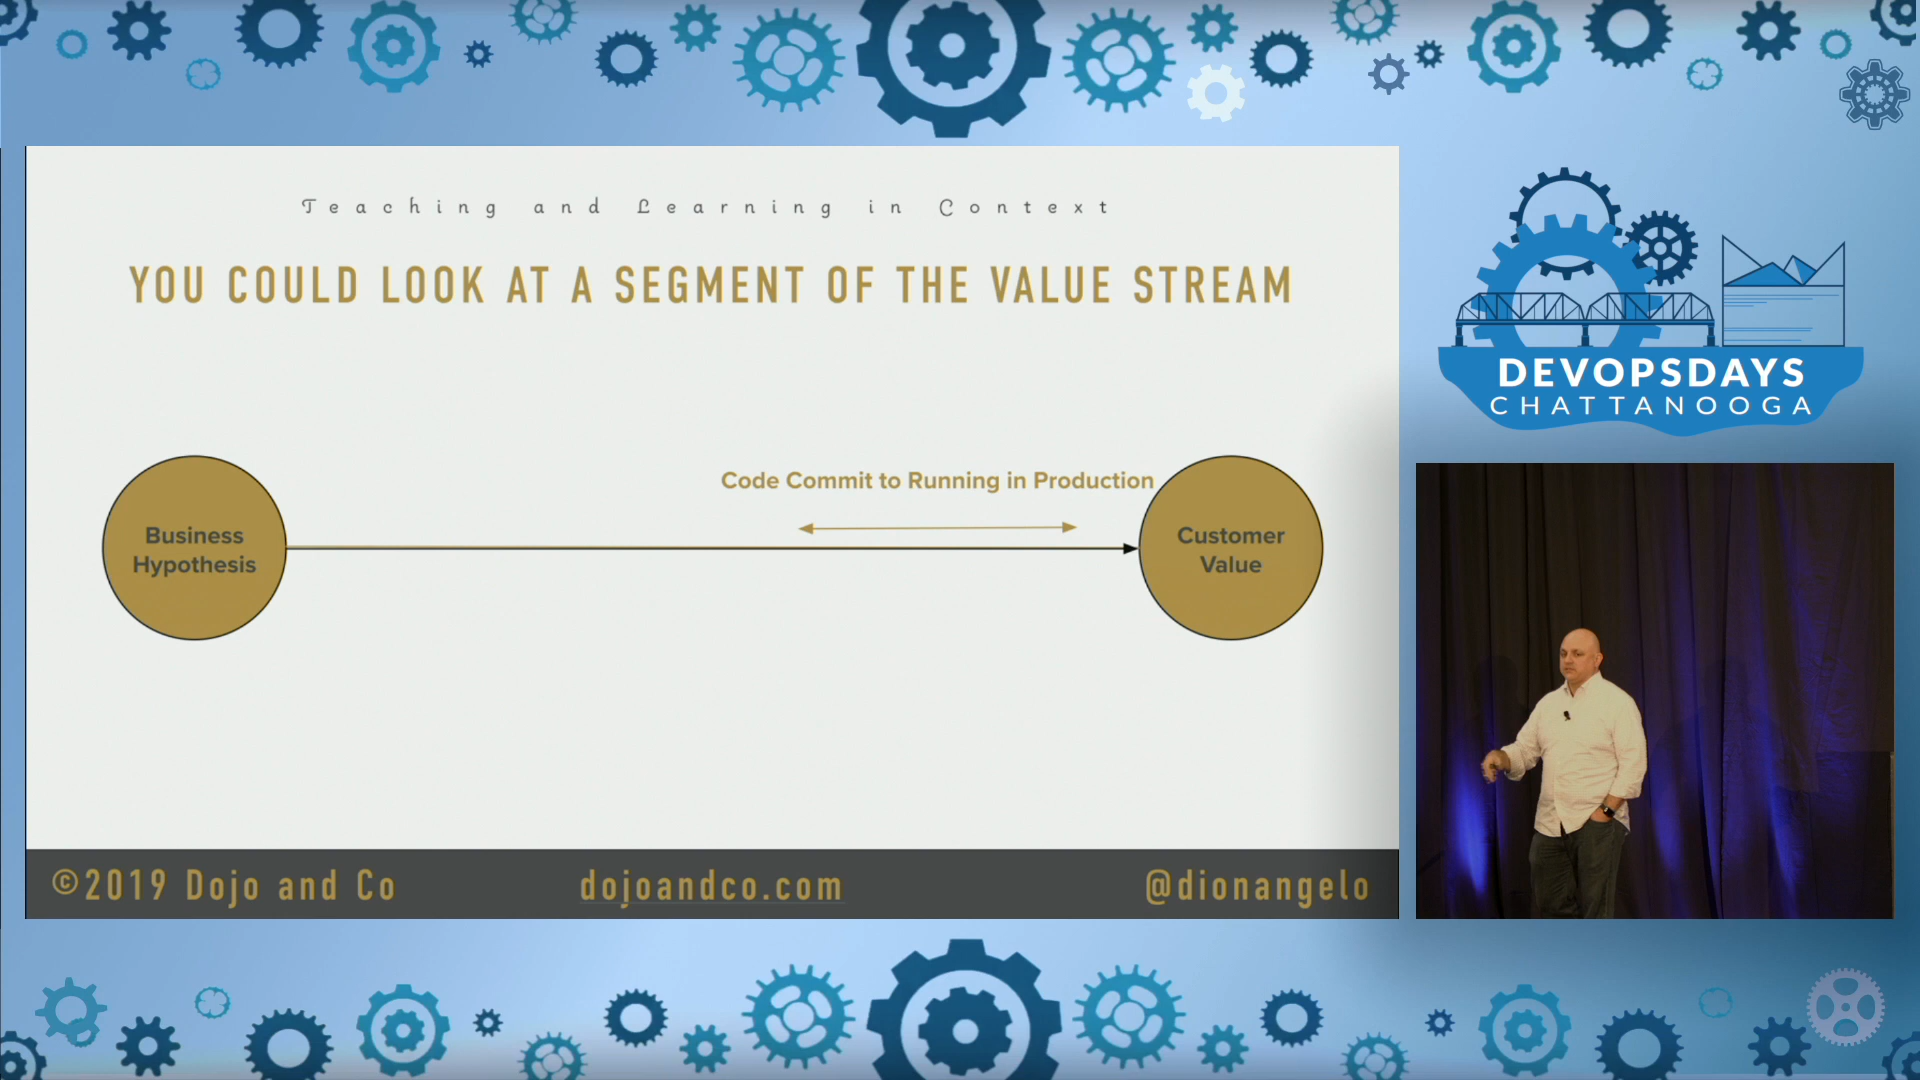 Teaching and Learning in Context
YOU COULD LOOK AT A SEGMENT OF THE VALUE STREAM
Code Commit to Running in Production
Business
Hypothesis
Customer
Value
©2019 Dojo and Co
dojoandco.com
@dionangelo
DEVOPSDAYS
CHATTANOOGA